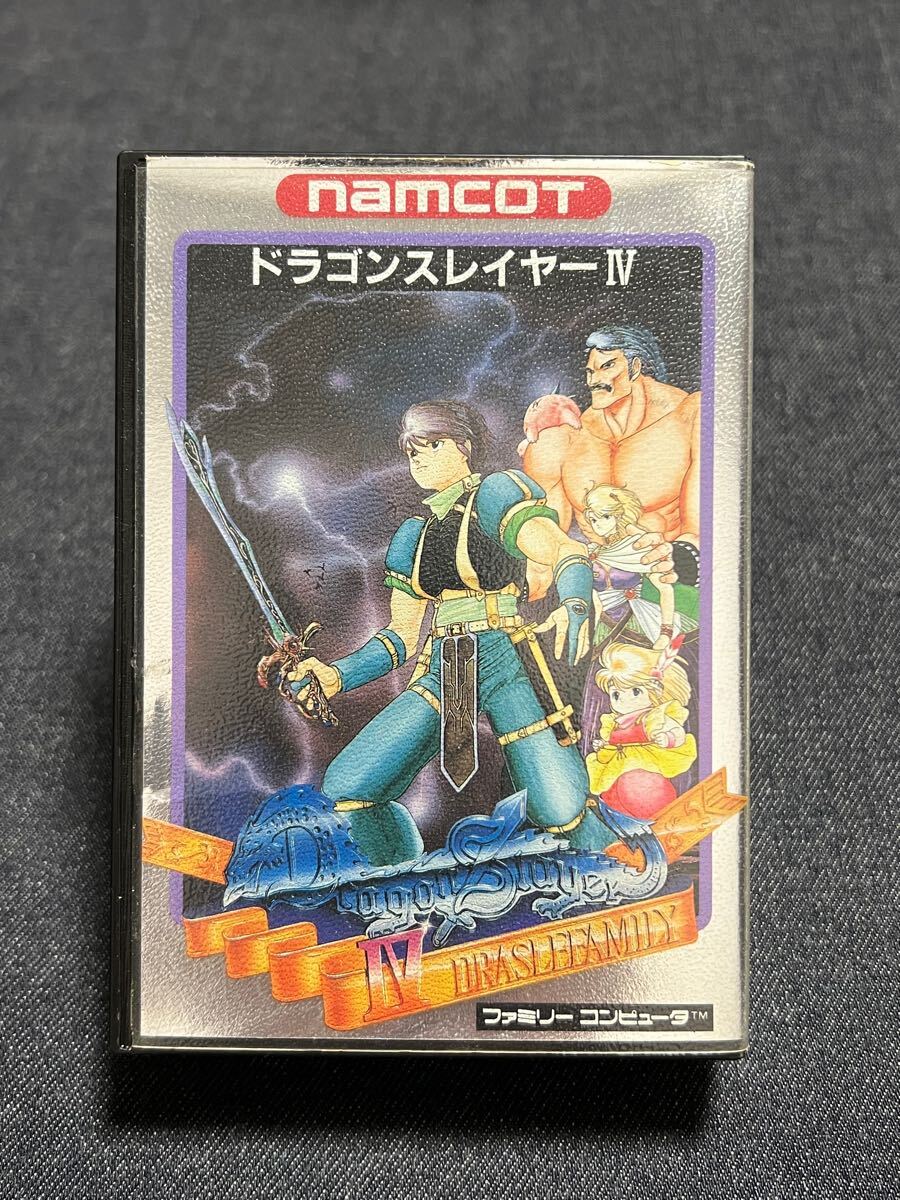 namcot
ドラゴンスレイヤーⅣ
Dragon Slayer
IV DRASLEFAMILY
ファミリーコンピュータ™